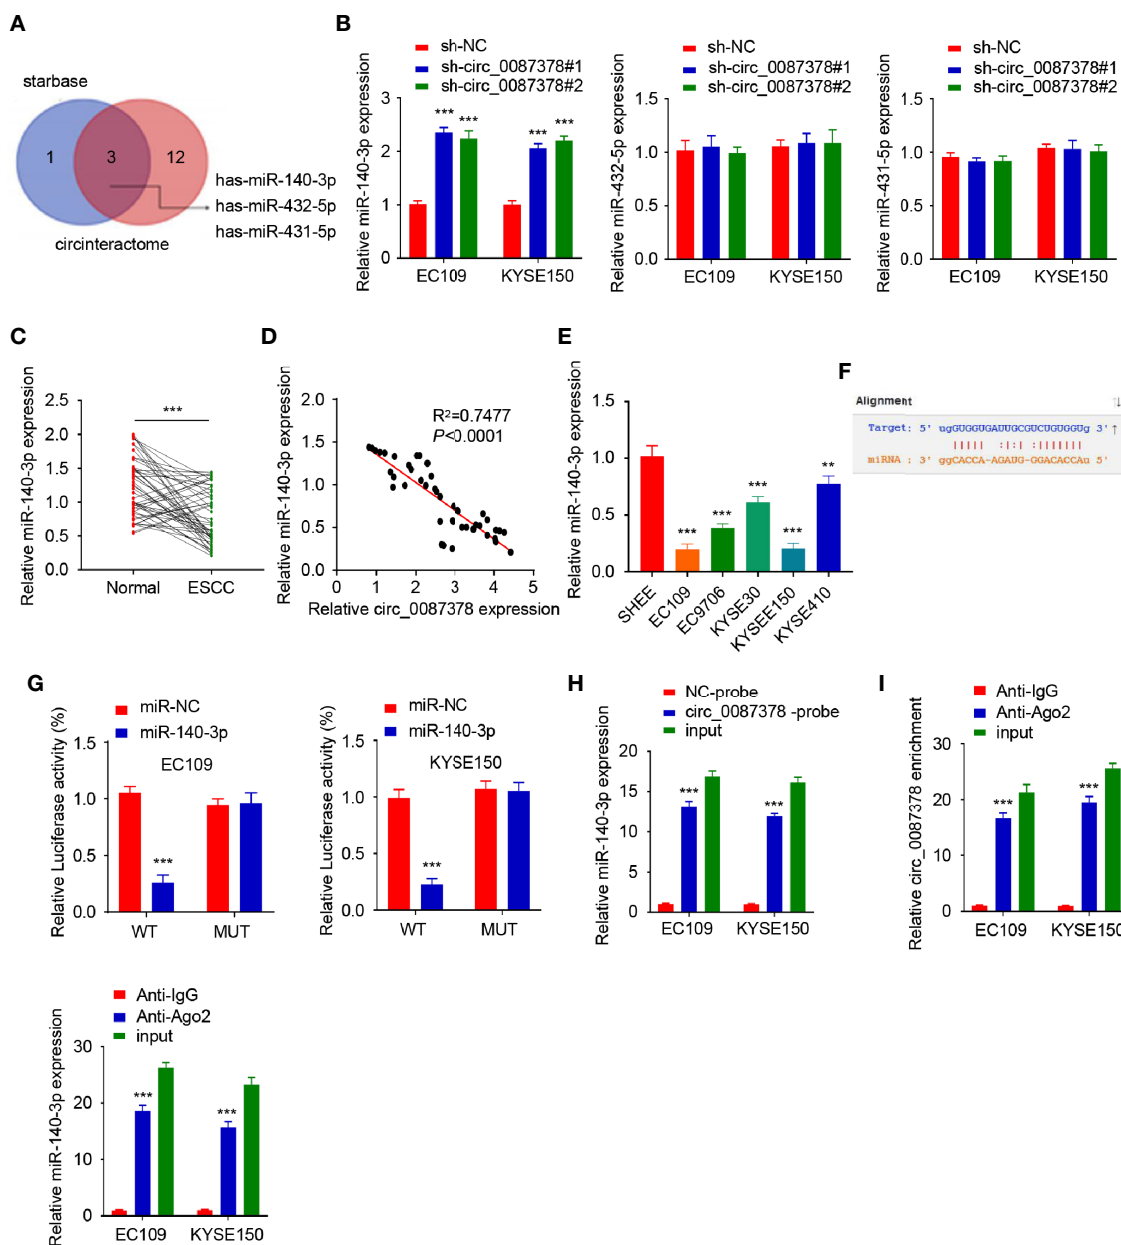 A
starbase
1
3
12
has-miR-140-3p
has-miR-432-5p
has-miR-431-5p
circinteractome
B
sh-NC
sh-circ_0087378#1
sh-circ_0087378#2
Relative miR-140-3p expression
3
2
1
0
*** *** *** ***
EC109 KYSE150
sh-NC
sh-circ_0087378#1
sh-circ_0087378#2
Relative miR-432-5p expression
1.5
1.0
0.5
0.0
EC109 KYSE150
sh-NC
sh-circ_0087378#1
sh-circ_0087378#2
Relative miR-431-5p expression
1.5
1.0
0.5
0.0
EC109 KYSE150
C
Relative miR-140-3p expression
2.5
2.0
1.5
1.0
0.5
0.0
***
Normal ESCC
D
Relative miR-140-3p expression
2.0
1.5
1.0
0.5
0.0
R²=0.7477
P<0.0001
0 1 2 3 4 5
Relative circ_0087378 expression
E
Relative miR-140-3p expression
1.5
1.0
0.5
0.0
*** *** *** *** **
SHEE
EC109
EC9706
KYSE30
KYSEE150
KYSE410
F
Alignment
Target: 5' ugGUGGUGAUUGCGUCUGUGGUg 3'
miRNA : 3' ggCACCA-AGAUG-GGACACCAu 5'
G
miR-NC
miR-140-3p
EC109
Relative Luciferase activity (%)
1.5
1.0
0.5
0.0
***
WT MUT
miR-NC
miR-140-3p
KYSE150
Relative Luciferase activity (%)
1.5
1.0
0.5
0.0
***
WT MUT
H
NC-probe
circ_0087378 -probe
input
Relative miR-140-3p expression
20
15
10
5
0
*** ***
EC109 KYSE150
I
Anti-IgG
Anti-Ago2
input
Relative circ_0087378 enrichment
30
20
10
0
*** ***
EC109 KYSE150
Anti-IgG
Anti-Ago2
input
Relative miR-140-3p expression
30
20
10
0
*** ***
EC109 KYSE150